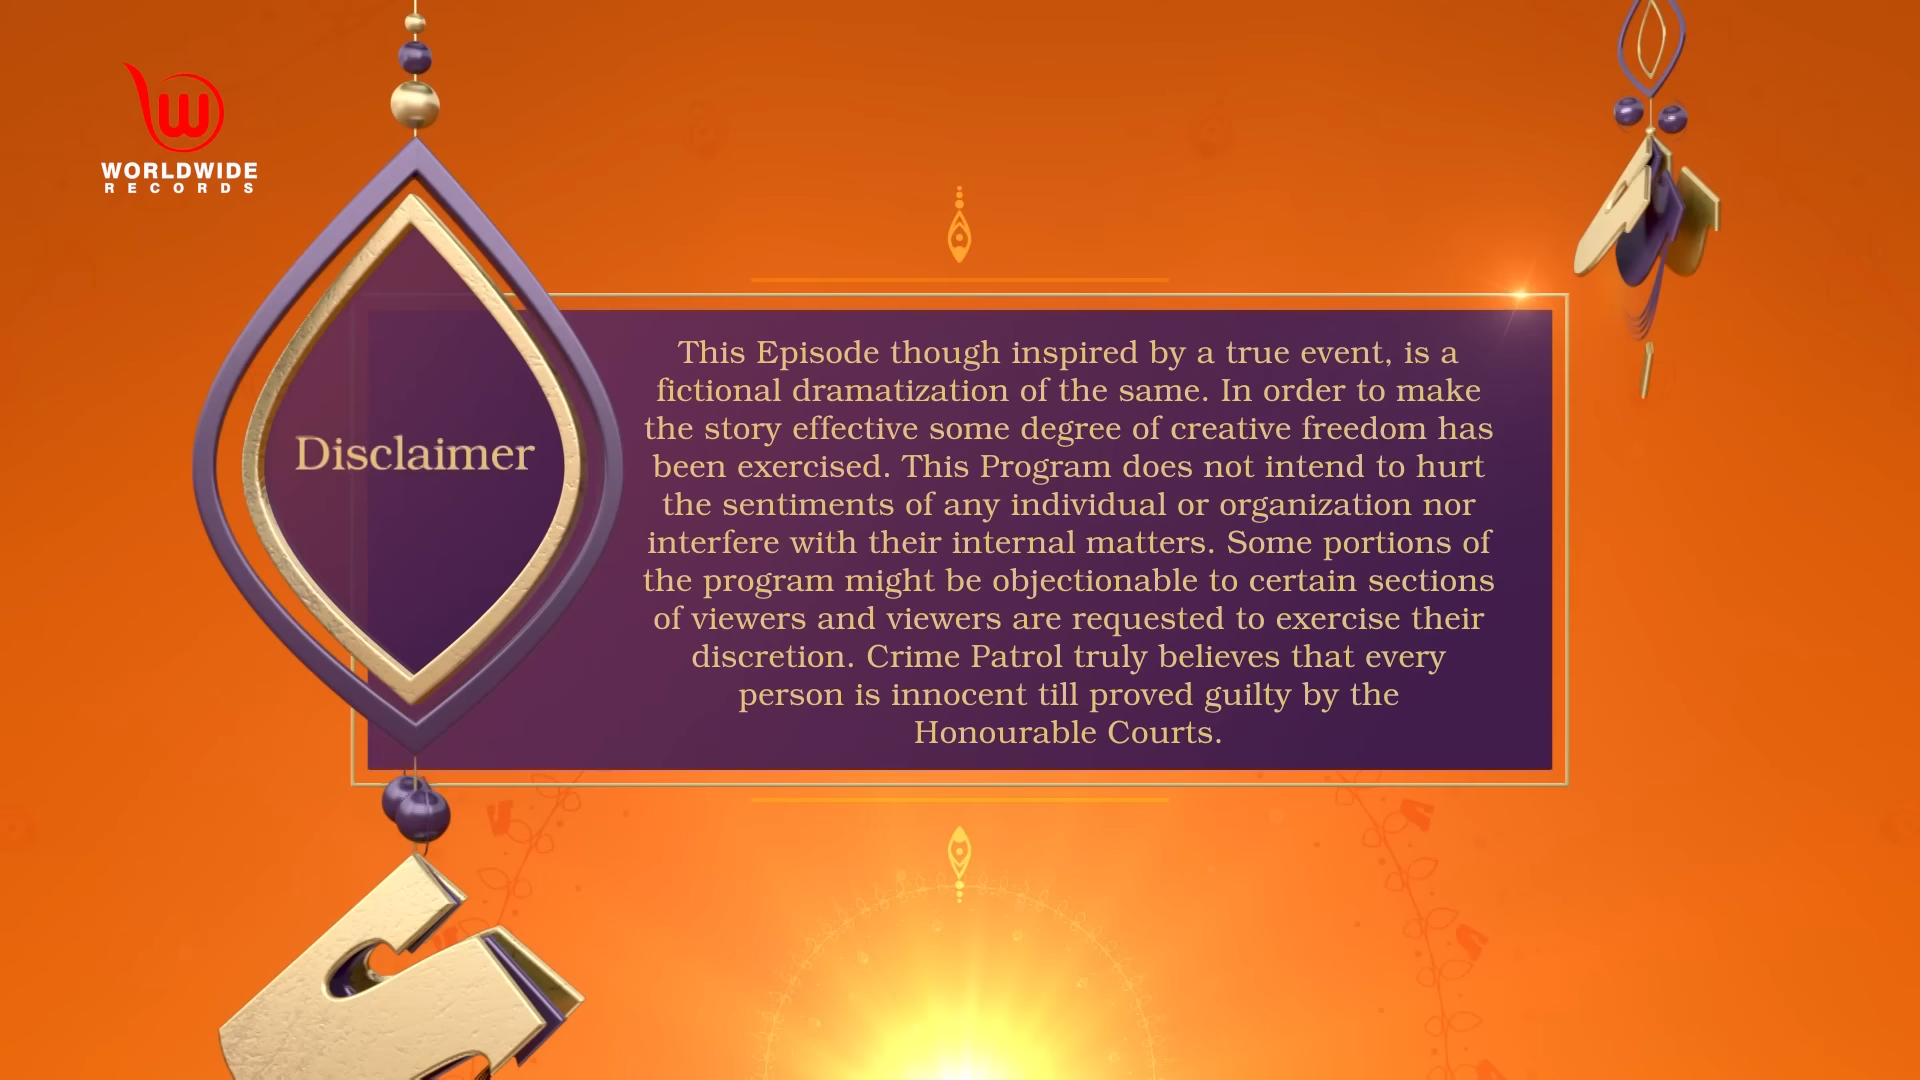 W
WORLDWIDE
RECORDS
Disclaimer
This Episode though inspired by a true event, is a
fictional dramatization of the same. In order to make
the story effective some degree of creative freedom has
been exercised. This Program does not intend to hurt
the sentiments of any individual or organization nor
interfere with their internal matters. Some portions of
the program might be objectionable to certain sections
of viewers and viewers are requested to exercise their
discretion. Crime Patrol truly believes that every
person is innocent till proved guilty by the
Honourable Courts.